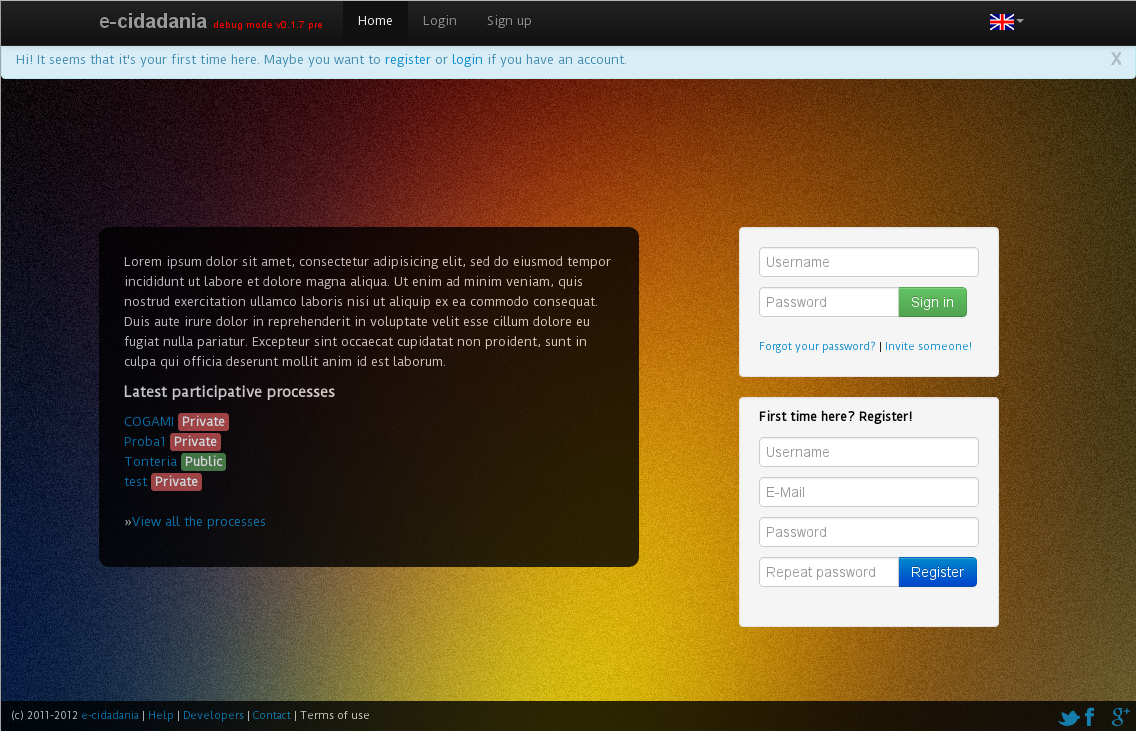 e-cidadania debug mode v0.1.7 pre Home Login Sign up
Hi! It seems that it's your first time here. Maybe you want to register or login if you have an account. X
Lorem ipsum dolor sit amet, consectetur adipisicing elit, sed do eiusmod tempor
incididunt ut labore et dolore magna aliqua. Ut enim ad minim veniam, quis
nostrud exercitation ullamco laboris nisi ut aliquip ex ea commodo consequat.
Duis aute irure dolor in reprehenderit in voluptate velit esse cillum dolore eu
fugiat nulla pariatur. Excepteur sint occaecat cupidatat non proident, sunt in
culpa qui officia deserunt mollit anim id est laborum.
Latest participative processes
COGAMI Private
Proba1 Private
Tonteria Public
test Private
»View all the processes
Username
Password Sign in
Forgot your password? | Invite someone!
First time here? Register!
Username
E-Mail
Password
Repeat password Register
(c) 2011-2012 e-cidadania | Help | Developers | Contact | Terms of use